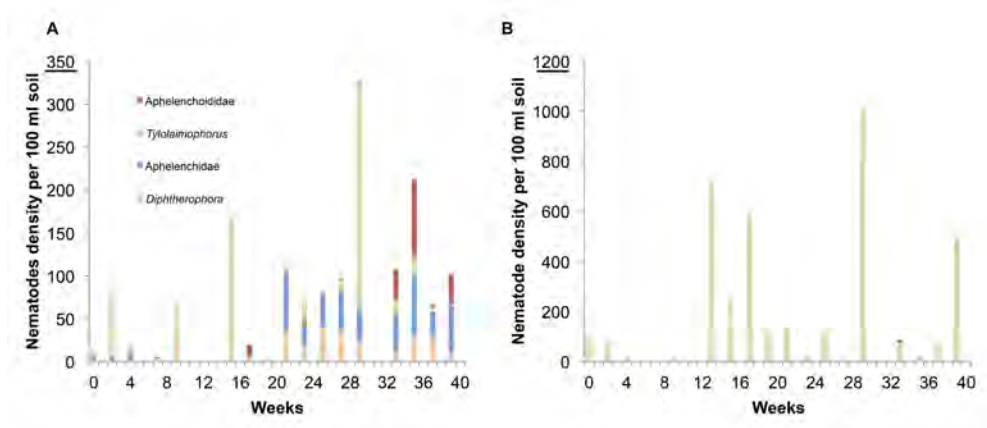 A
Nematodes density per 100 ml soil
350
300
250
200
150
100
50
0
Aphelenchoididae
Tylolaimophorus
Aphelenchidae
Diphtherophora
0 4 8 12 16 20 24 28 32 36 40
Weeks
B
Nematode density per 100 ml soil
1200
1000
800
600
400
200
0
0 4 8 12 16 20 24 28 32 36 40
Weeks